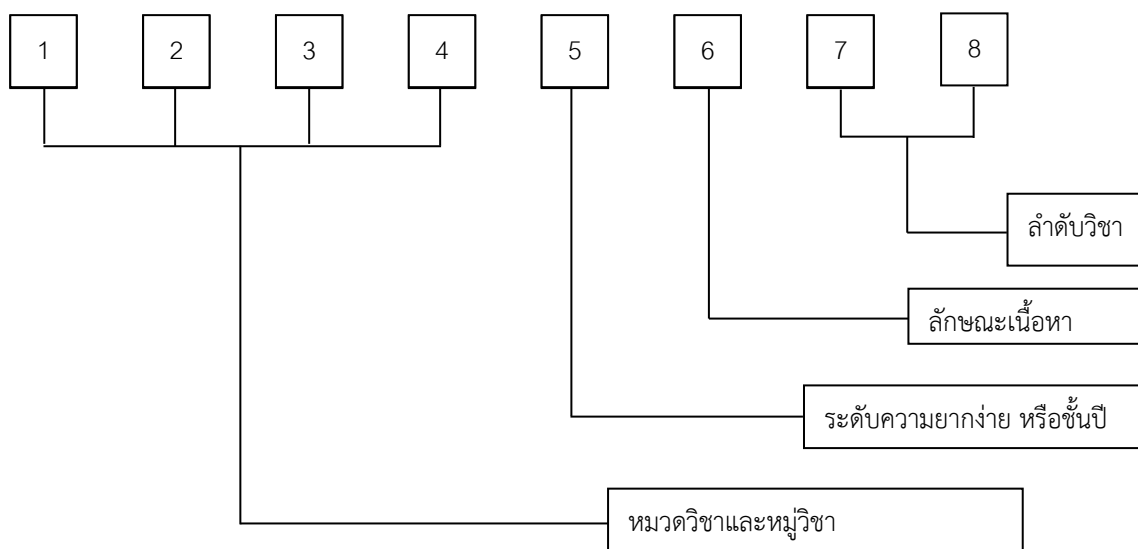 1 2 3 4 5 6 7 8
ลำดับวิชา
ลักษณะเนื้อหา
ระดับความยากง่าย หรือชั้นปี
หมวดวิชาและหมู่วิชา